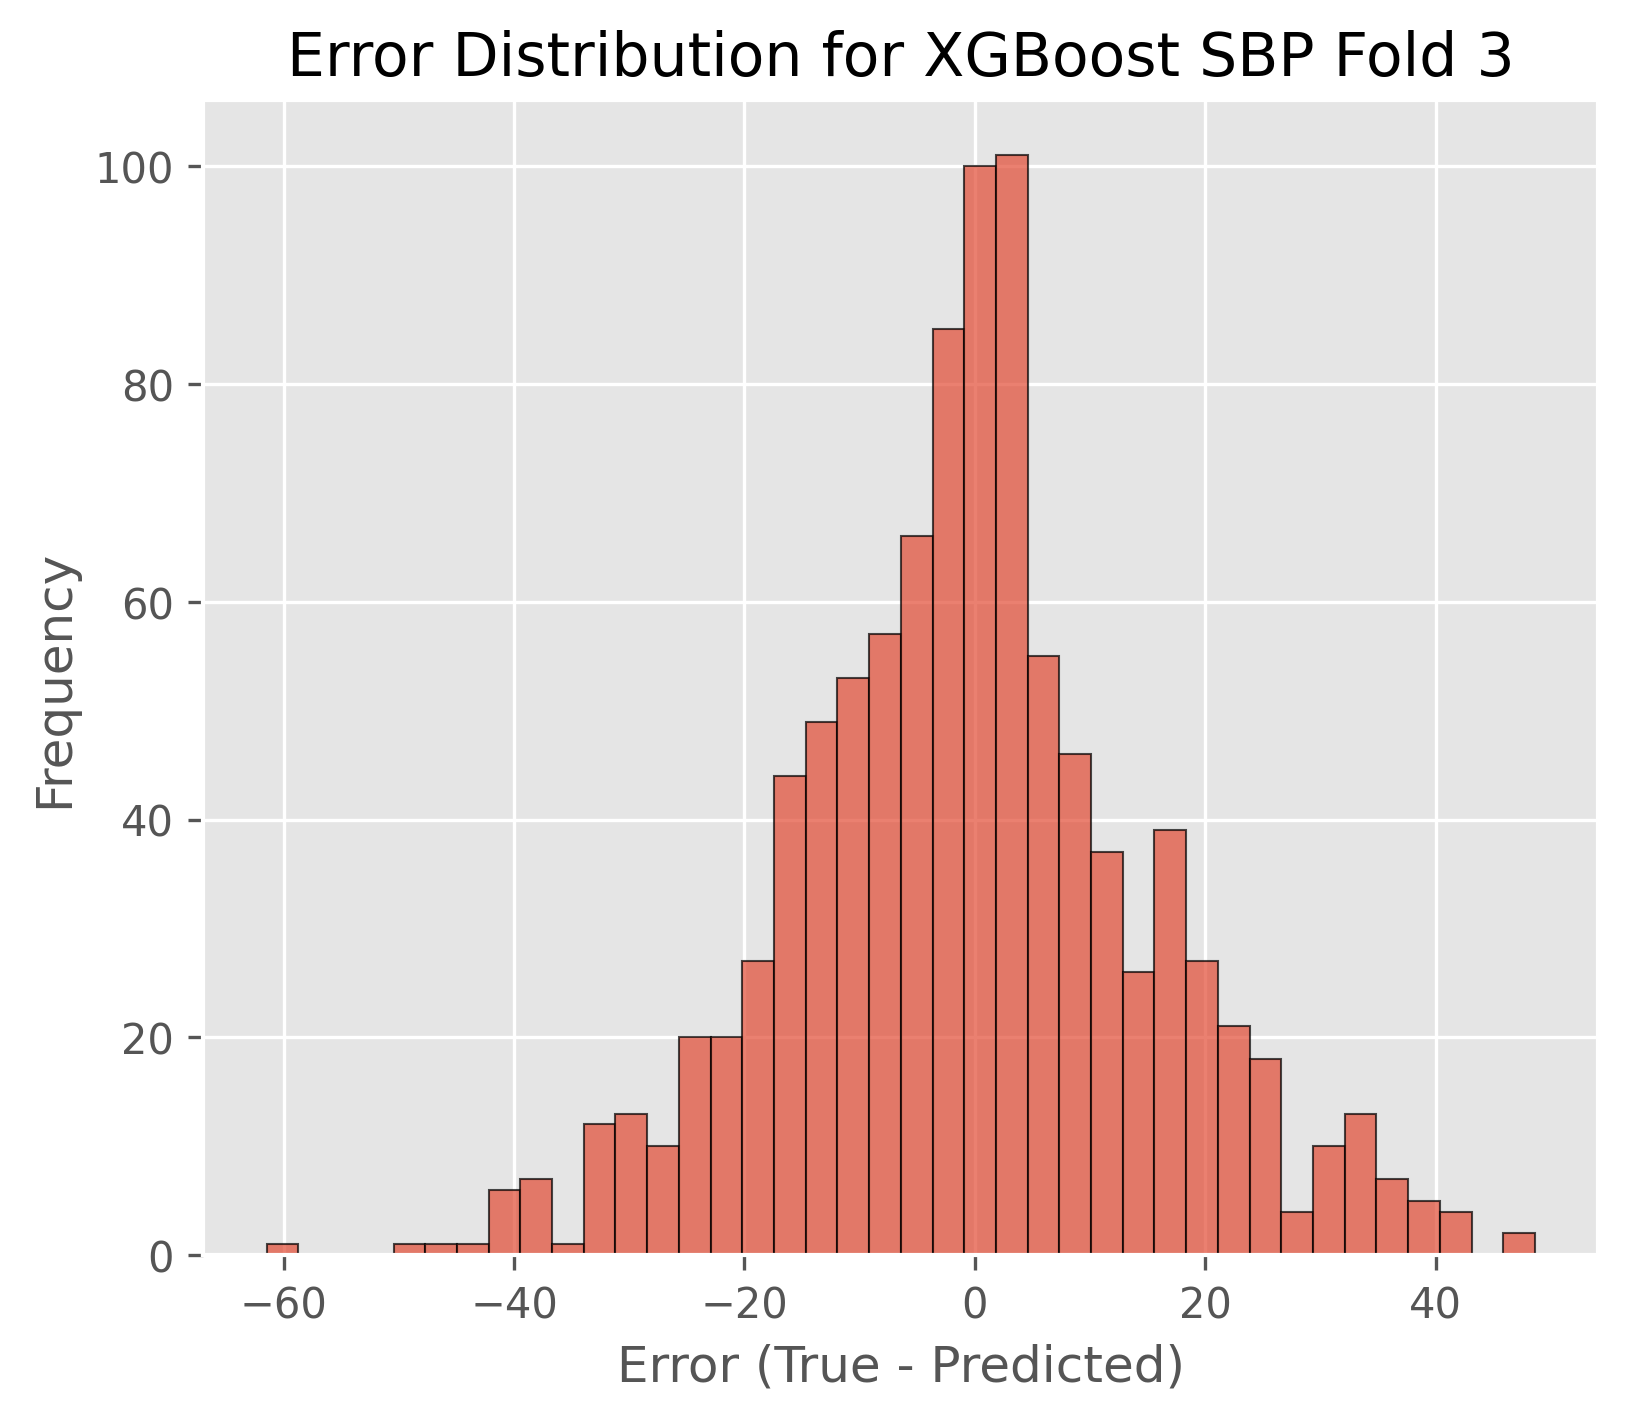 Error Distribution for XGBoost SBP Fold 3
100
80
60
40
20
0
Frequency
−60 −40 −20 0 20 40
Error (True - Predicted)